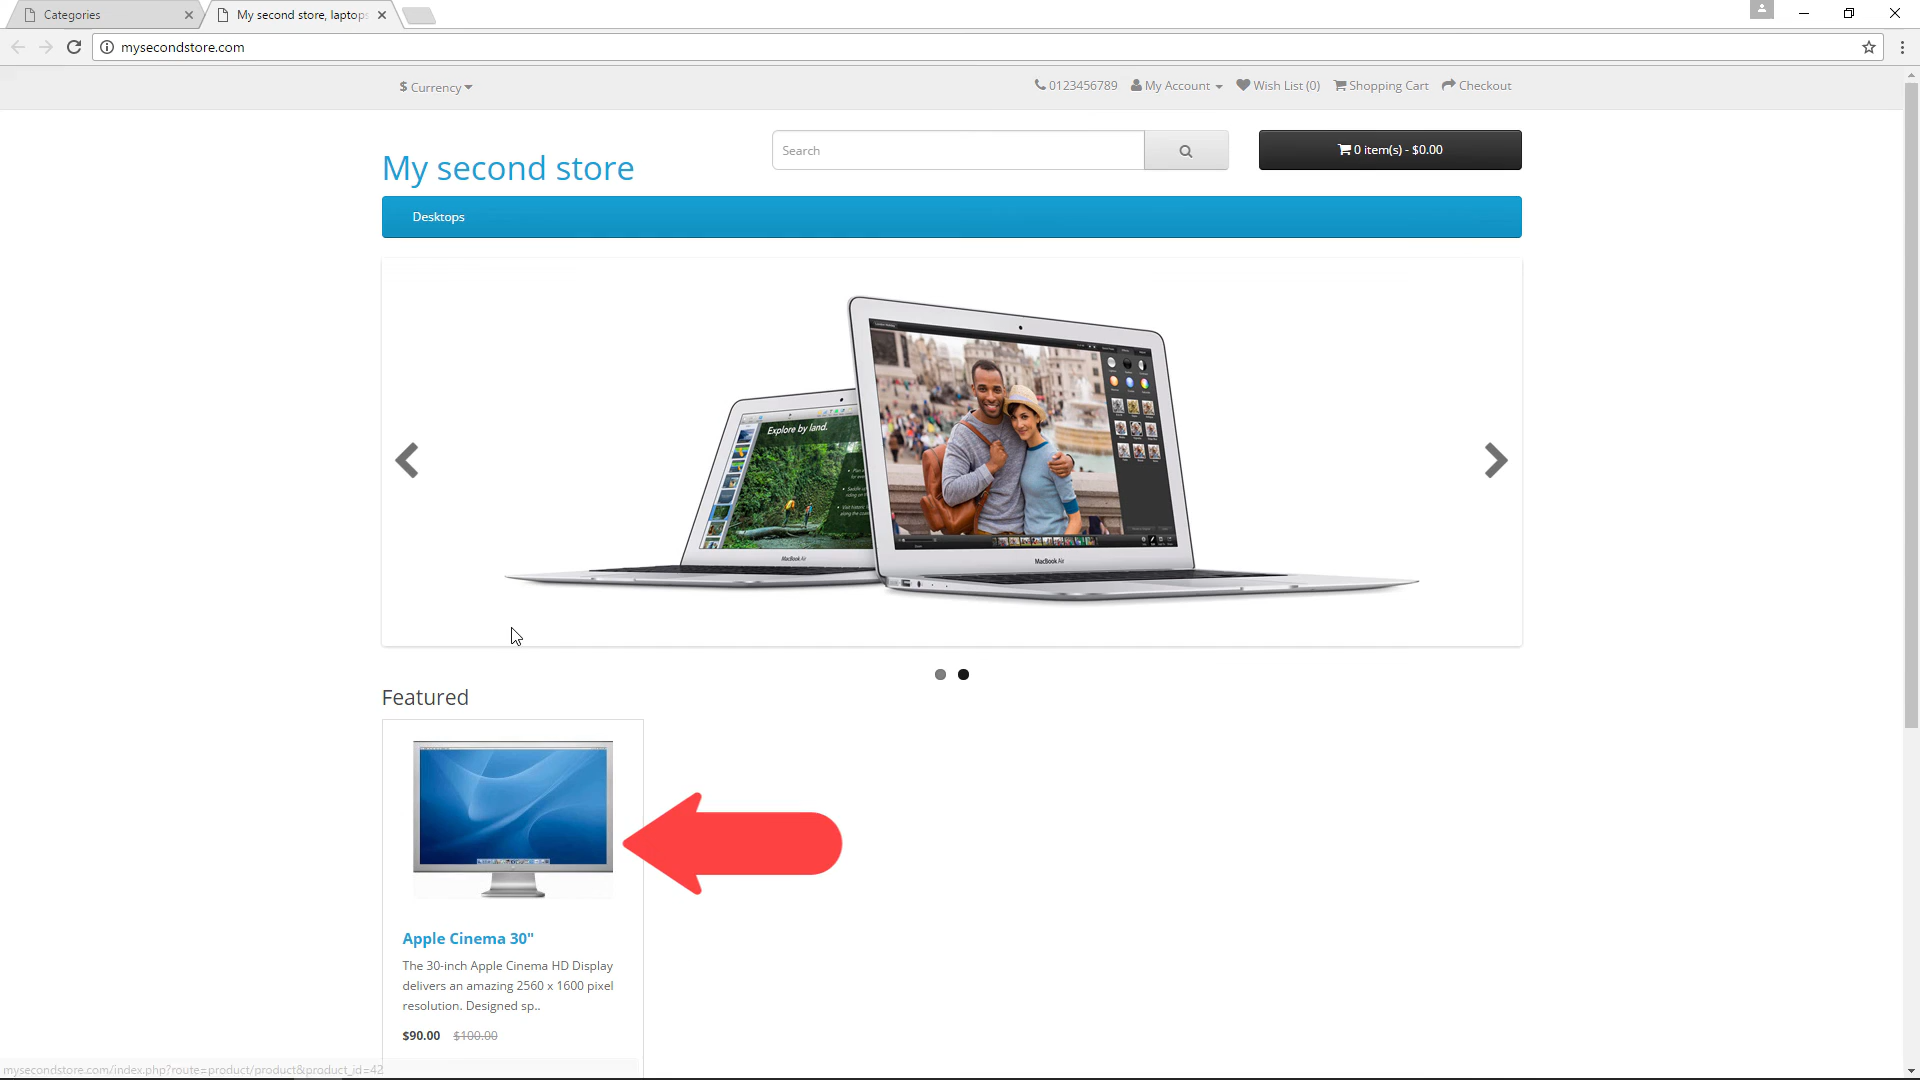 Categories
My second store, laptops
mysecondstore.com
$ Currency
0123456789
My Account
Wish List (0)
Shopping Cart
Checkout
My second store
Search
0 item(s) - $0.00
Desktops
Explore by land.
MacBook Air
MacBook Air
Featured
Apple Cinema 30"
The 30-inch Apple Cinema HD Display
delivers an amazing 2560 x 1600 pixel
resolution. Designed sp..
$90.00 $100.00
mysecondstore.com/index.php?route=product/product&product_id=42